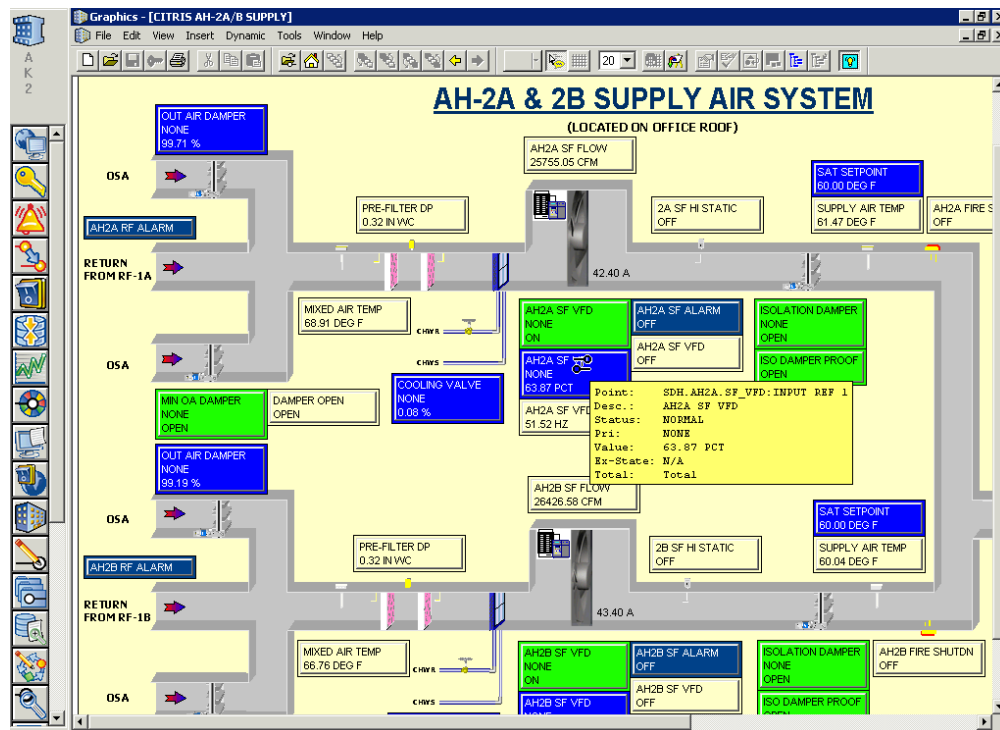 Graphics - [CITRIS AH-2A/B SUPPLY]
File Edit View Insert Dynamic Tools Window Help
A
K
2
20
AH-2A & 2B SUPPLY AIR SYSTEM
(LOCATED ON OFFICE ROOF)
OUT AIR DAMPER
NONE
99.71 %
AH2A SF FLOW
25755.05 CFM
OSA
SAT SETPOINT
60.00 DEG F
PRE-FILTER DP
0.32 IN WC
2A SF HI STATIC
OFF
SUPPLY AIR TEMP
61.47 DEG F
AH2A FIRE S
OFF
AH2A RF ALARM
RETURN
FROM RF-1A
42.40 A
MIXED AIR TEMP
68.91 DEG F
CHWR
AH2A SF VFD
NONE
ON
AH2A SF ALARM
OFF
ISOLATION DAMPER
NONE
OPEN
AH2A SF VFD
OFF
ISO DAMPER PROOF
OPEN
OSA
CHWS
AH2A SF
NONE
63.87 PCT
COOLING VALVE
NONE
0.08 %
MIN OA DAMPER
NONE
OPEN
DAMPER OPEN
OPEN
AH2A SF VFD
51.52 HZ
Point: SDH.AH2A.SF_VFD:INPUT REF 1
Desc.: AH2A SF VFD
Status: NORMAL
Pri: NONE
Value: 63.87 PCT
Ex-State: N/A
Total: Total
OUT AIR DAMPER
NONE
99.19 %
AH2B SF FLOW
26426.58 CFM
OSA
SAT SETPOINT
60.00 DEG F
PRE-FILTER DP
0.32 IN WC
2B SF HI STATIC
OFF
SUPPLY AIR TEMP
60.04 DEG F
AH2B RF ALARM
RETURN
FROM RF-1B
43.40 A
MIXED AIR TEMP
66.76 DEG F
CHWR
AH2B SF VFD
NONE
ON
AH2B SF ALARM
OFF
ISOLATION DAMPER
NONE
OPEN
AH2B FIRE SHUTDN
OFF
OSA
CHWS
AH2B SF VFD
NONE
AH2B SF VFD
OFF
ISO DAMPER PROOF
OPEN